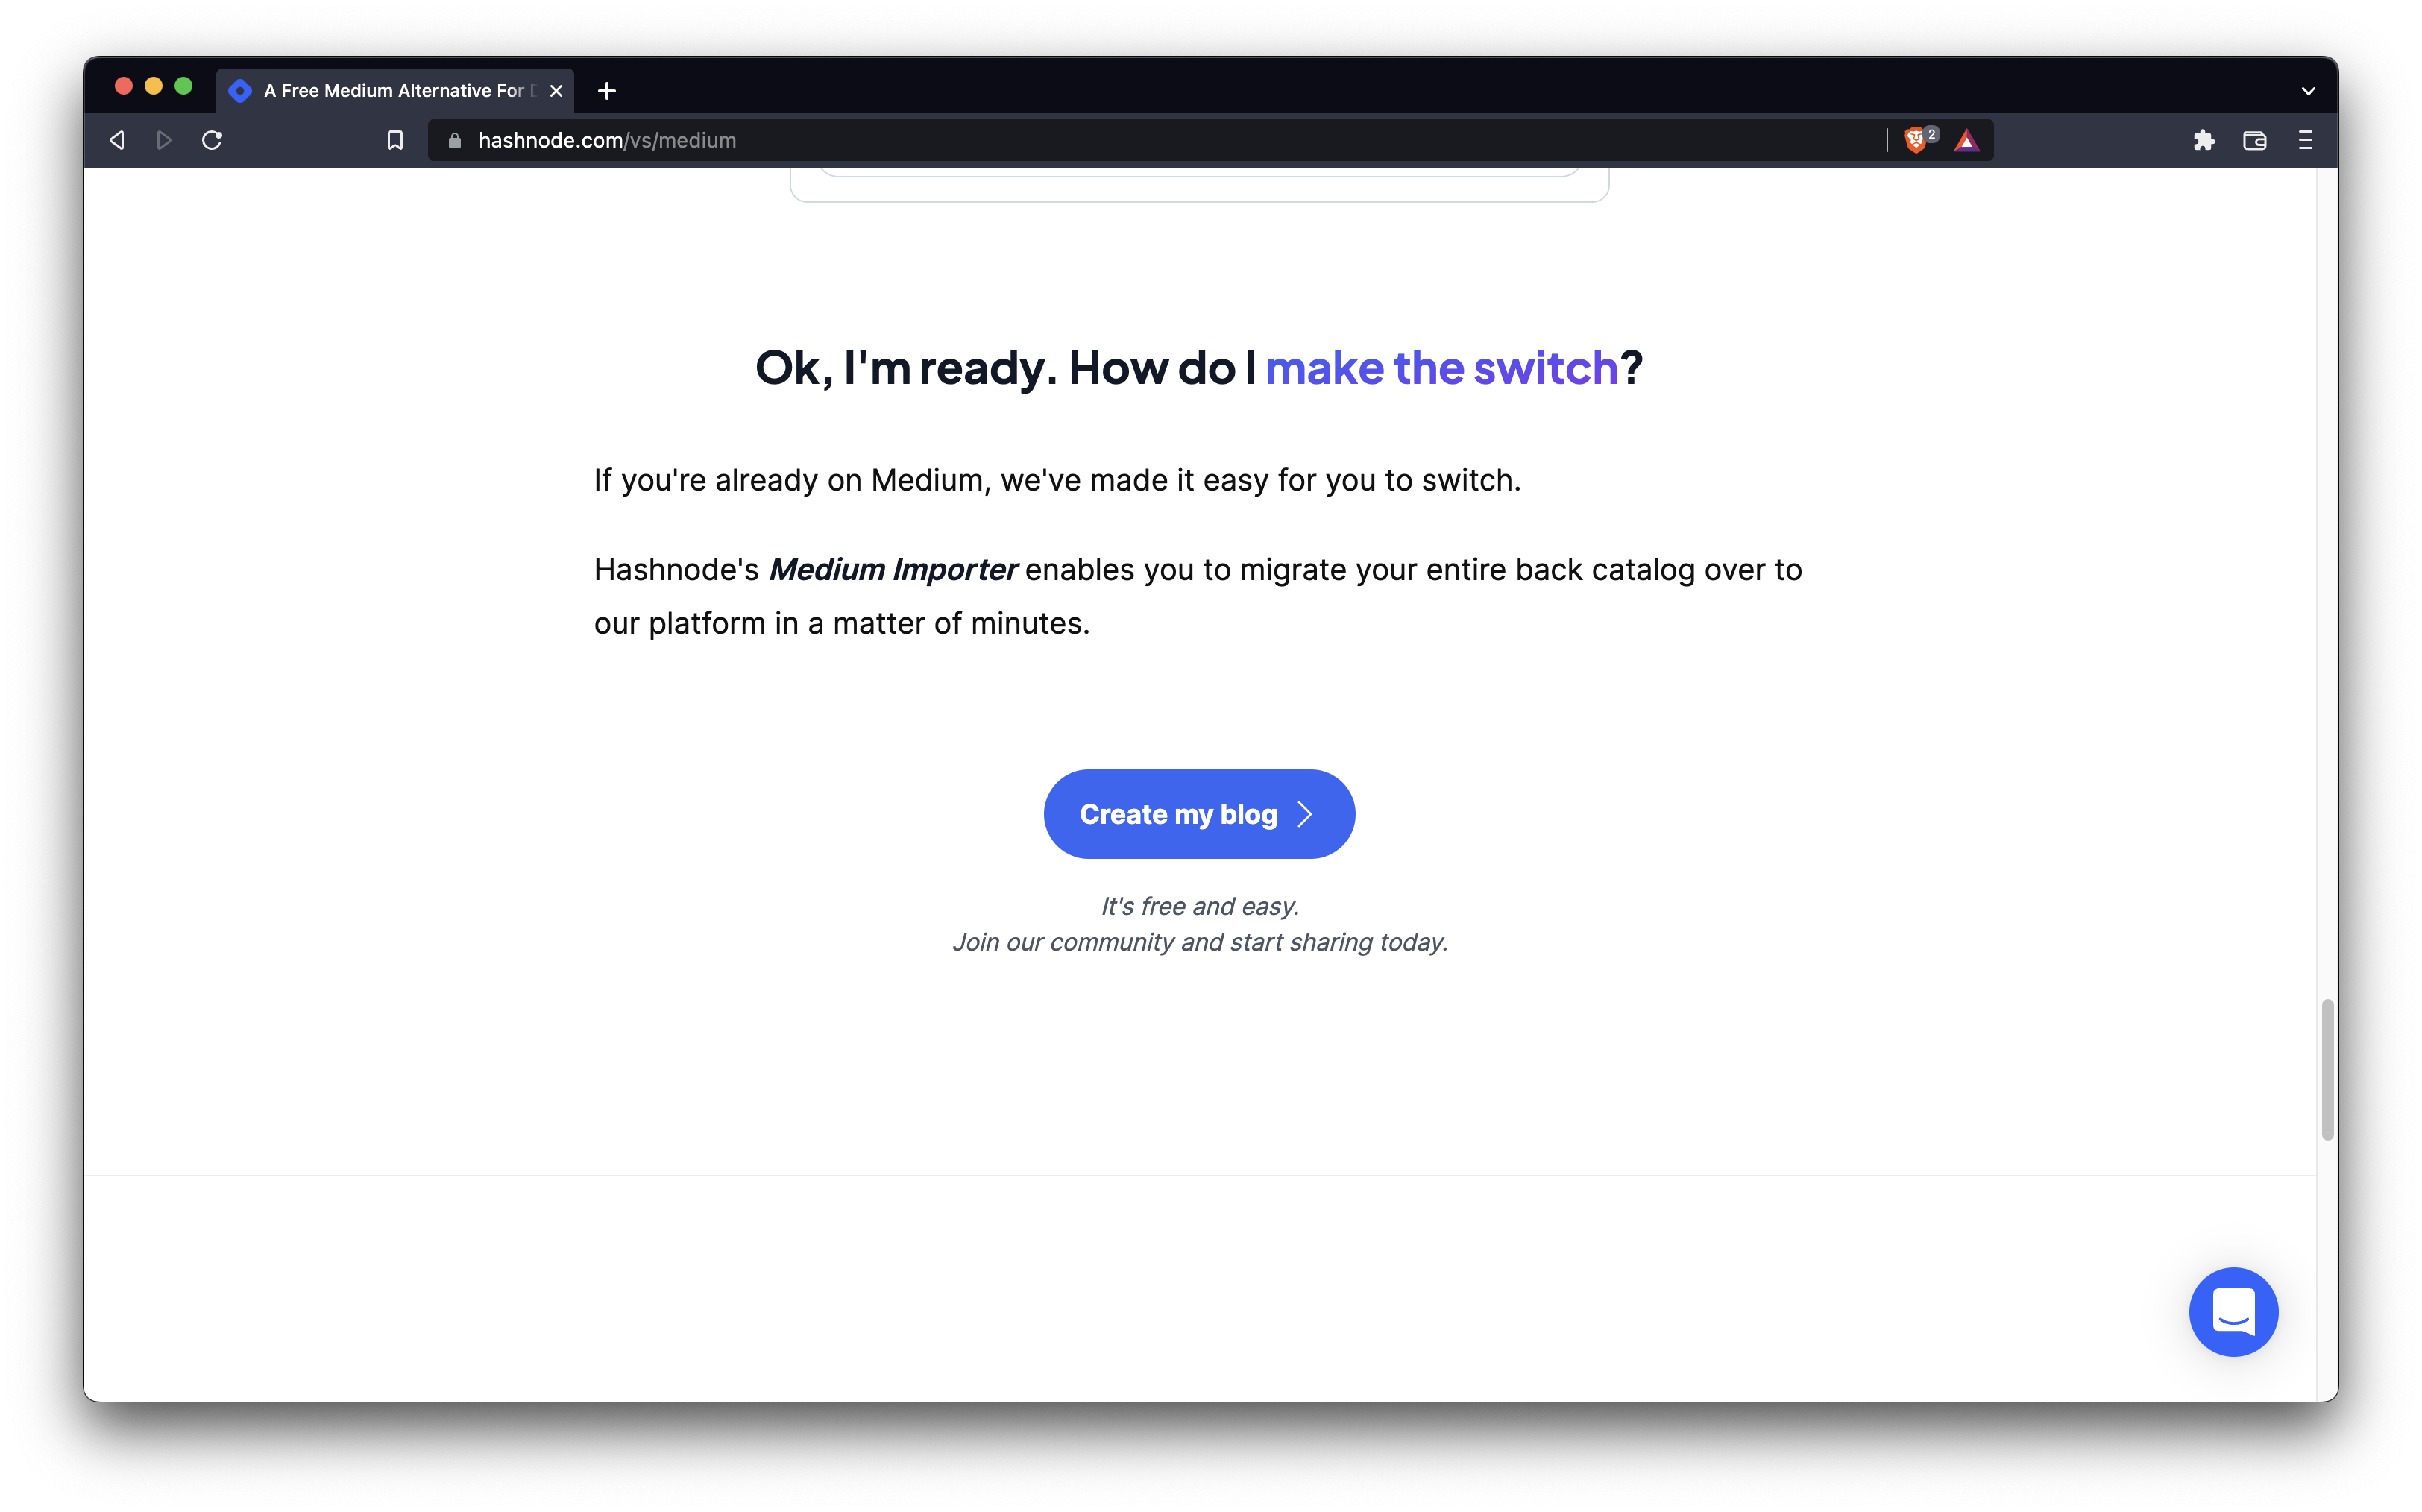 A Free Medium Alternative For
hashnode.com/vs/medium
2
Ok, I'm ready. How do I make the switch?
If you're already on Medium, we've made it easy for you to switch.
Hashnode's Medium Importer enables you to migrate your entire back catalog over to
our platform in a matter of minutes.
Create my blog
It's free and easy.
Join our community and start sharing today.